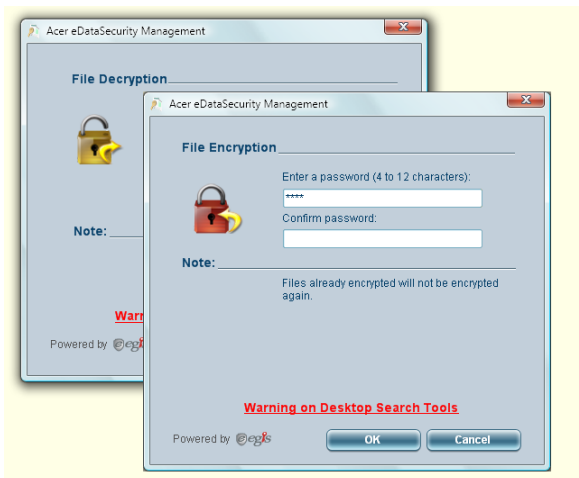 Acer eDataSecurity Management
File Decryption
Note:
Powered by egis
Acer eDataSecurity Management
File Encryption
Enter a password (4 to 12 characters):
****
Confirm password:
Note:
Files already encrypted will not be encrypted
again.
Warning on Desktop Search Tools
Powered by egis
OK
Cancel